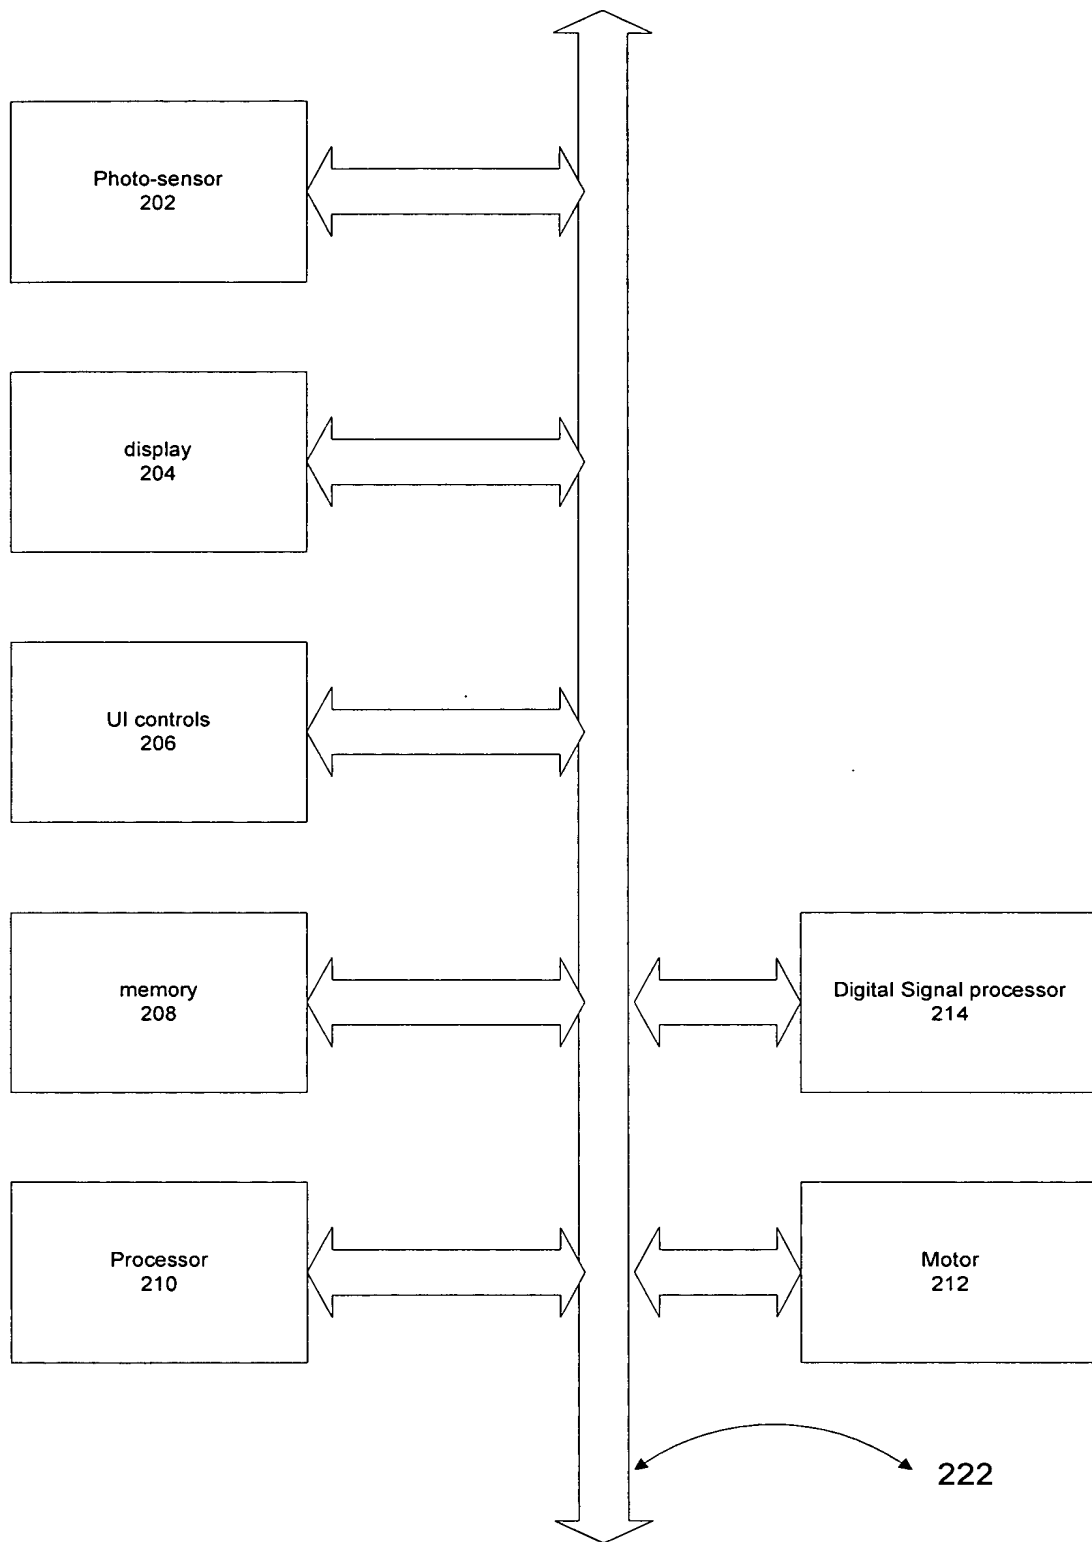 Photo-sensor
202
display
204
UI controls
206
memory
208
Digital Signal processor
214
Processor
210
Motor
212
222